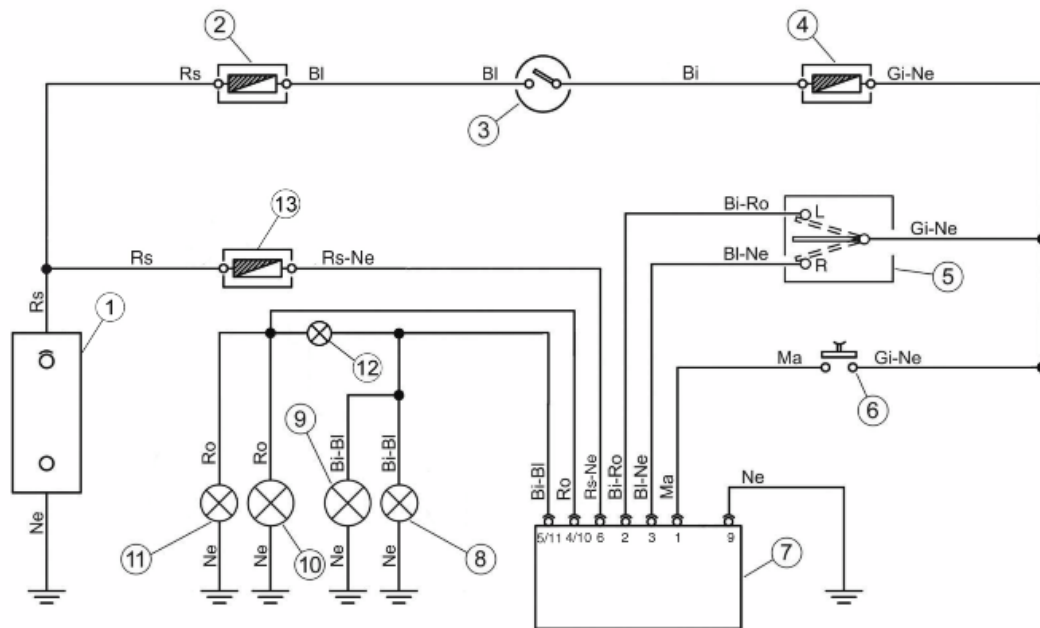 2
4
Rs
Bl
Bl
Bi
Gi-Ne
3
13
Bi-Ro
L
Gi-Ne
Rs
Rs-Ne
Bl-Ne
R
5
Rs
1
12
Ma
Gi-Ne
6
9
Ro
Ro
Bi-Bl
Bi-Bl
Bi-Bl
Ro
Rs-Ne
Bi-Ro
Bl-Ne
Ma
Ne
Ne
11
Ne
Ne
10
Ne
Ne
8
5/11 4/10 6 2 3 1 9
7